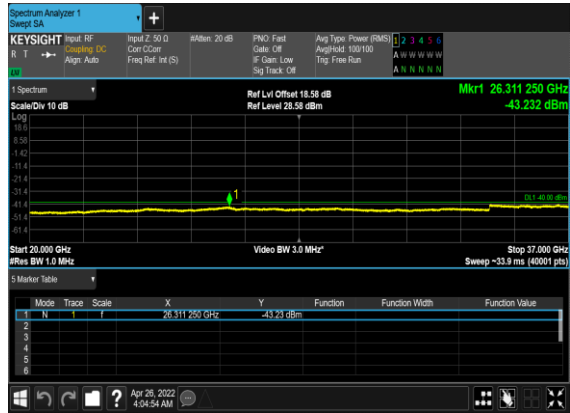 Spectrum Analyzer 1
Swept SA
KEYSIGHT Input: RF Input Z: 50 Ω #Atten: 20 dB PNO: Fast Avg Type: Power (RMS) 1 2 3 4 5 6
R T Coupling: DC Corr CCorr Gate: Off Avg|Hold: 100/100 A W W W W W
Align: Auto Freq Ref: Int (S) IF Gain: Low Trig: Free Run
Sig Track: Off A N N N N N
1 Spectrum Ref Lvl Offset 18.58 dB Mkr1 26.311 250 GHz
Scale/Div 10 dB Ref Level 28.58 dBm -43.232 dBm
Log
18.6
8.58
-1.42
-11.4
-21.4
-31.4
1
DL1 -40.00 dBm
-41.4
-51.4
-61.4
Start 20.000 GHz Video BW 3.0 MHz* Stop 37.000 GHz
#Res BW 1.0 MHz Sweep ~33.9 ms (40001 pts)
5 Marker Table
Mode Trace Scale X Y Function Function Width Function Value
1 N 1 f 26.311 250 GHz -43.23 dBm
2
3
4
5
6
Apr 26, 2022
4:04:54 AM